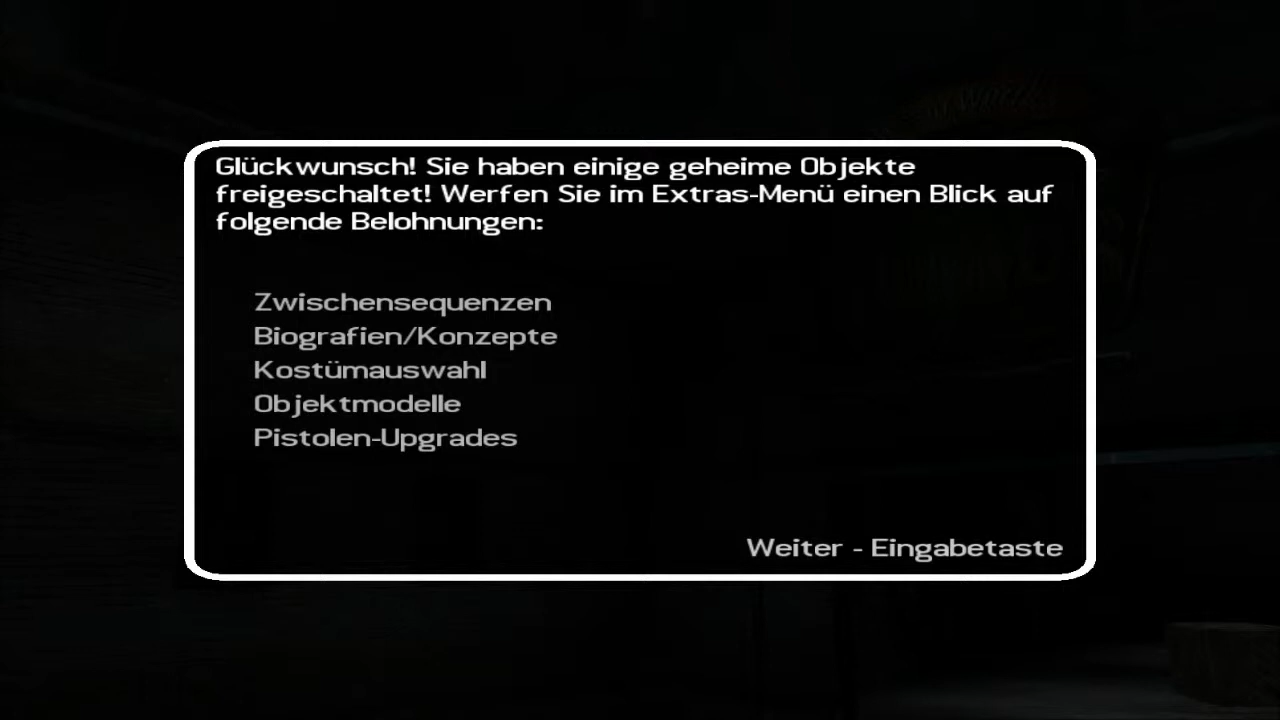 Glückwunsch! Sie haben einige geheime Objekte
freigeschaltet! Werfen Sie im Extras-Menü einen Blick auf
folgende Belohnungen:
Zwischensequenzen
Biografien/Konzepte
Kostümauswahl
Objektmodelle
Pistolen-Upgrades
Weiter - Eingabetaste